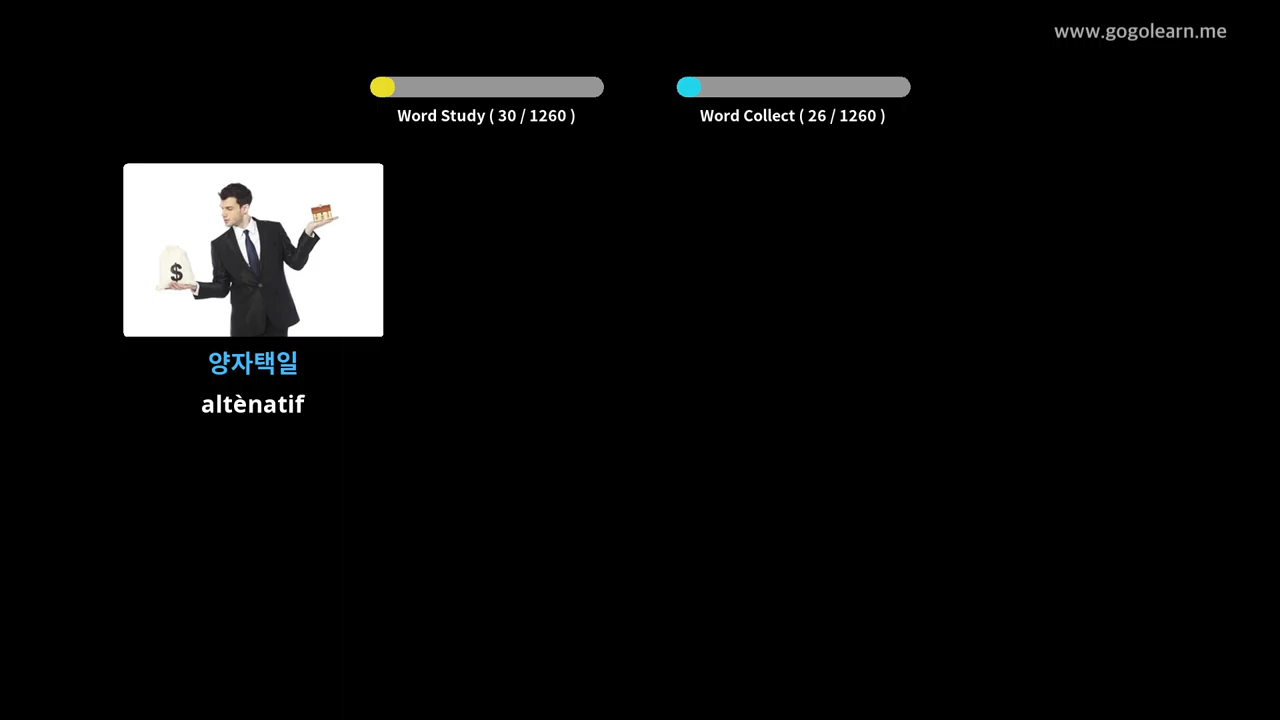 www.gogolearn.me
Word Study ( 30 / 1260 )
Word Collect ( 26 / 1260 )
$
양자택일
altènatif